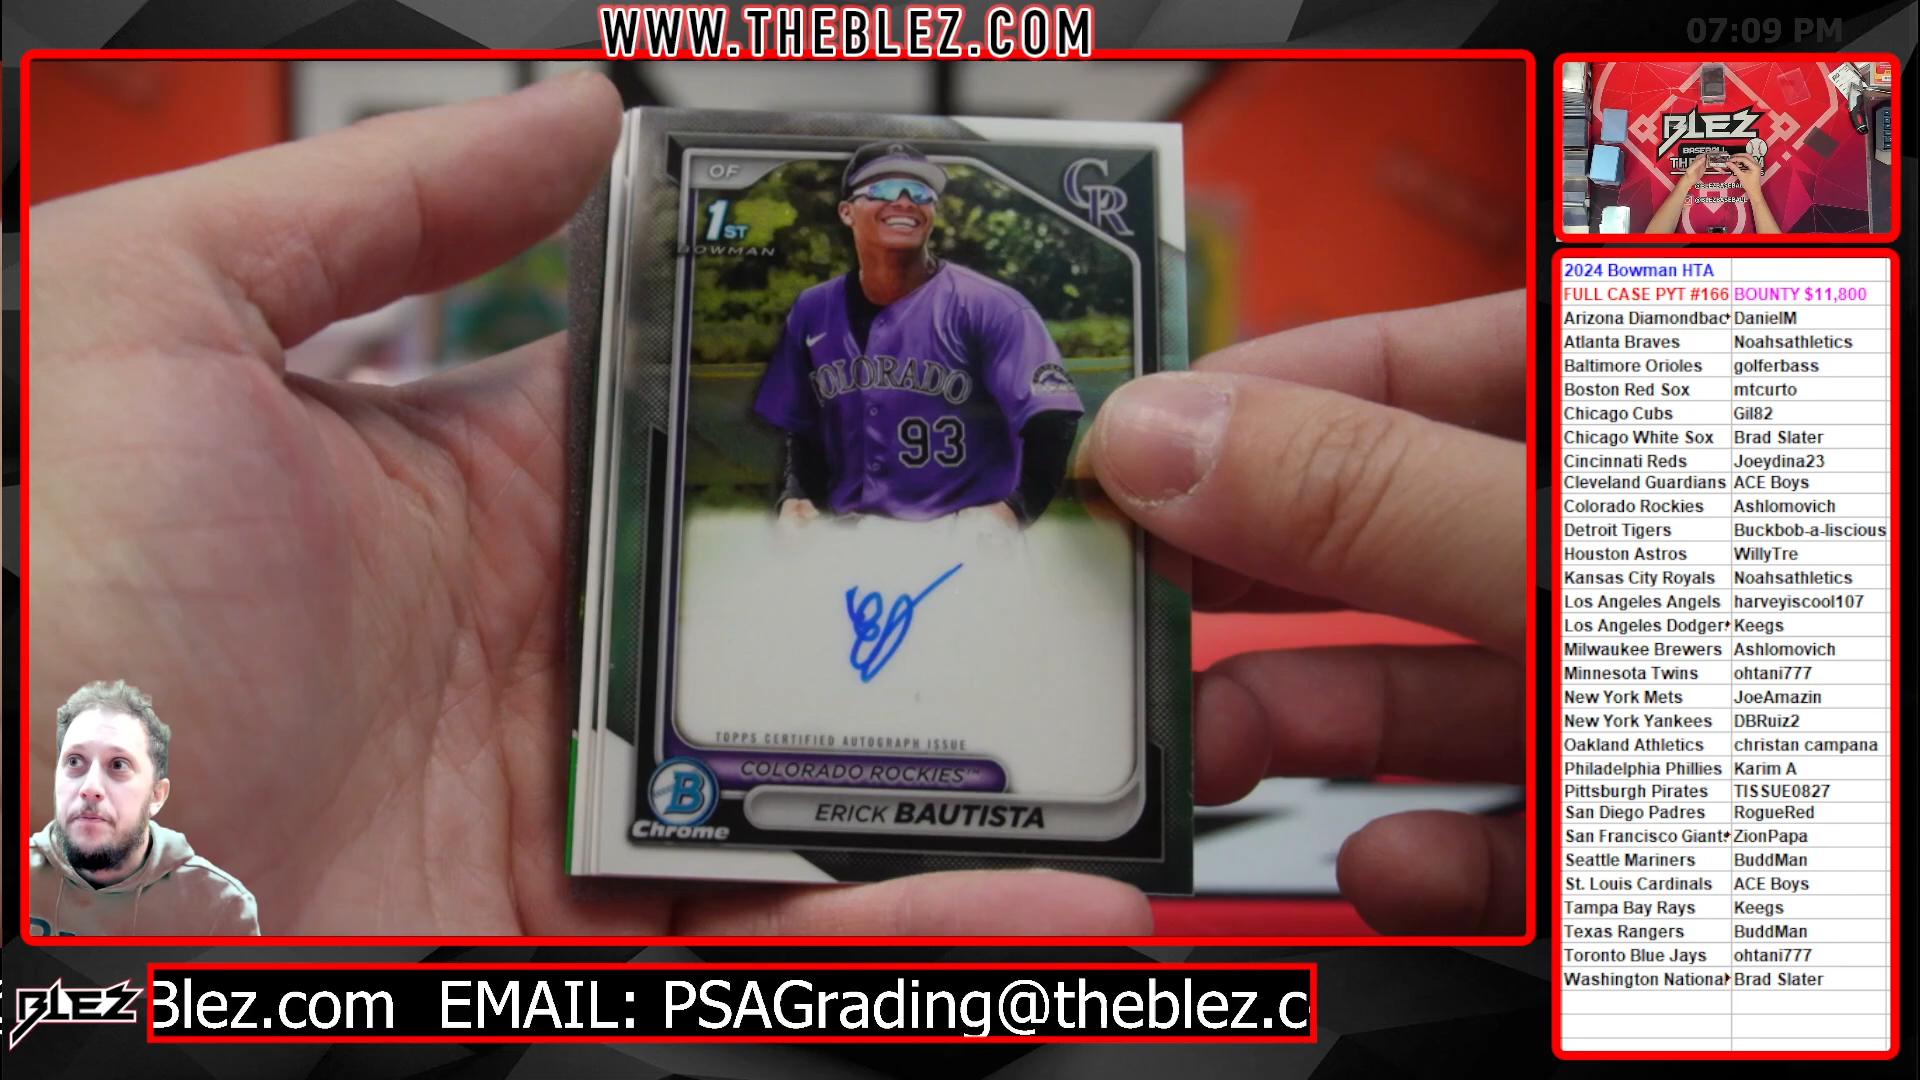 WWW.THEBLEZ.COM
07:09 PM
OF
1ST
BOWMAN
CR
COLORADO
93
TOPPS CERTIFIED AUTOGRAPH ISSUE
COLORADO ROCKIES™
ERICK BAUTISTA
B
Chrome
BLEZ
BASEBALL
2024 Bowman HTA
FULL CASE PYT #166 BOUNTY $11,800
Arizona Diamondbac DanielM
Atlanta Braves Noahsathletics
Baltimore Orioles golferbass
Boston Red Sox mtcurto
Chicago Cubs Gil82
Chicago White Sox Brad Slater
Cincinnati Reds Joeydina23
Cleveland Guardians ACE Boys
Colorado Rockies Ashlomovich
Detroit Tigers Buckbob-a-liscious
Houston Astros WillyTre
Kansas City Royals Noahsathletics
Los Angeles Angels harveyiscool107
Los Angeles Dodger Keegs
Milwaukee Brewers Ashlomovich
Minnesota Twins ohtani777
New York Mets JoeAmazin
New York Yankees DBRuiz2
Oakland Athletics christan campana
Philadelphia Phillies Karim A
Pittsburgh Pirates TISSUE0827
San Diego Padres RogueRed
San Francisco Giant ZionPapa
Seattle Mariners BuddMan
St. Louis Cardinals ACE Boys
Tampa Bay Rays Keegs
Texas Rangers BuddMan
Toronto Blue Jays ohtani777
Washington National Brad Slater
BLEZ
Blez.com EMAIL: PSAGrading@theblez.c